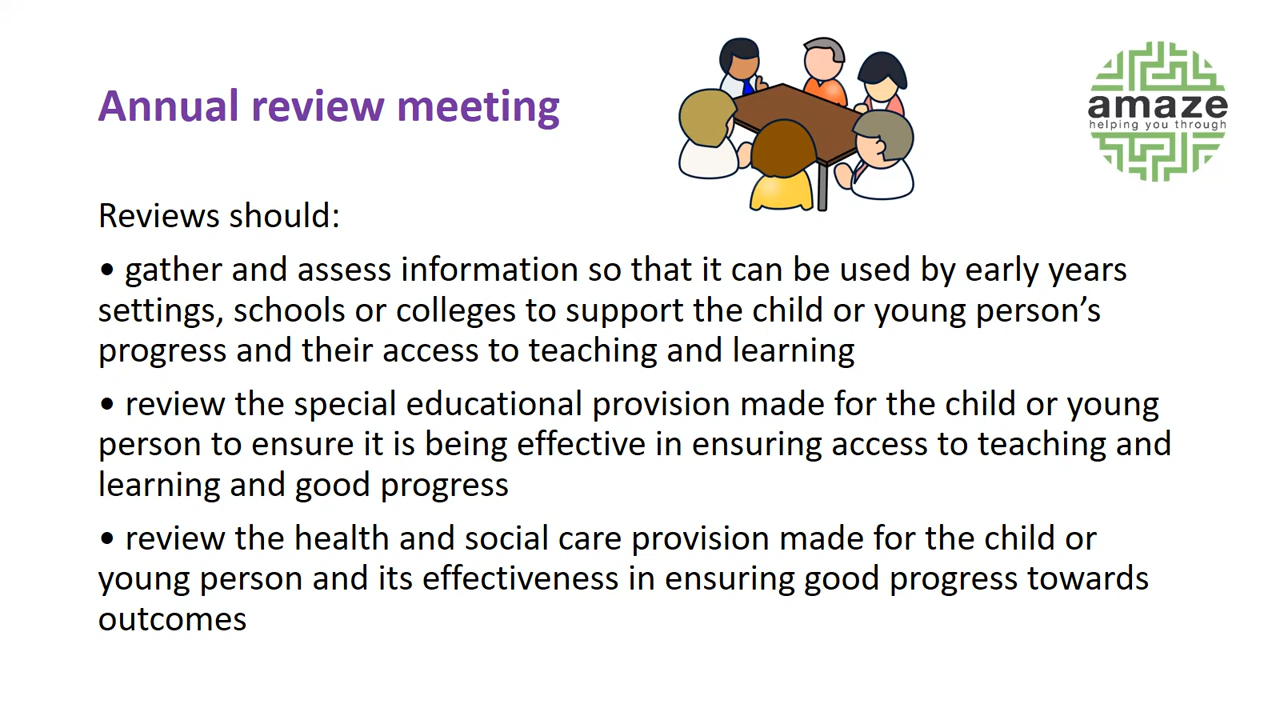 Annual review meeting
amaze
helping you through
Reviews should:
• gather and assess information so that it can be used by early years
settings, schools or colleges to support the child or young person’s
progress and their access to teaching and learning
• review the special educational provision made for the child or young
person to ensure it is being effective in ensuring access to teaching and
learning and good progress
• review the health and social care provision made for the child or
young person and its effectiveness in ensuring good progress towards
outcomes